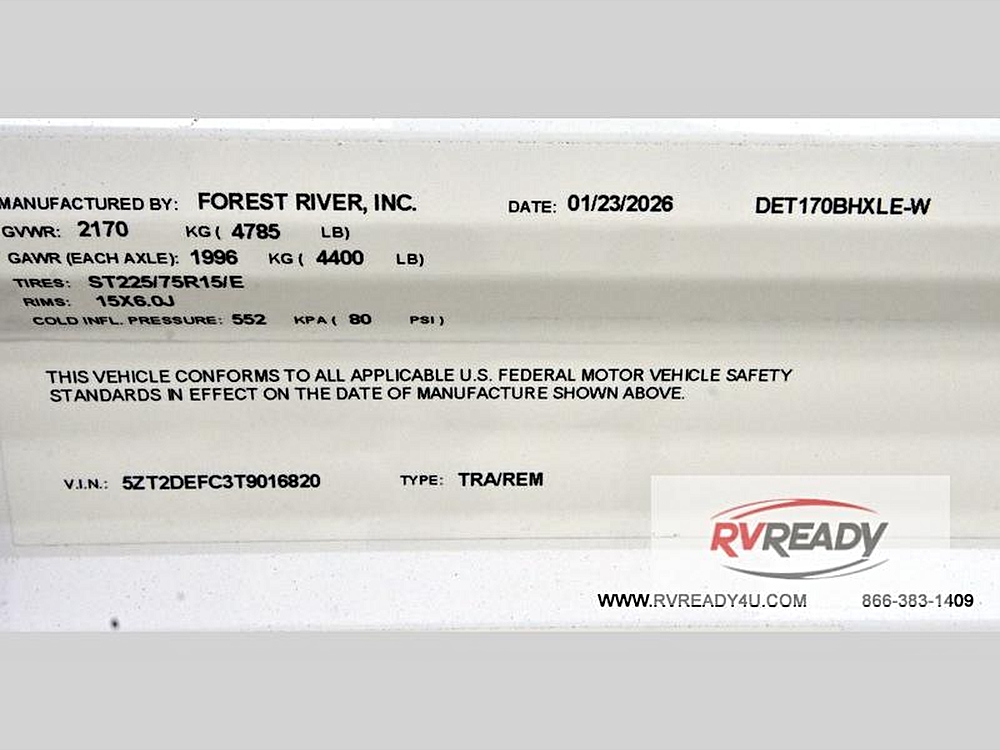 MANUFACTURED BY: FOREST RIVER, INC. DATE: 01/23/2026 DET170BHXLE-W
GVWR: 2170 KG ( 4785 LB)
GAWR (EACH AXLE): 1996 KG ( 4400 LB)
TIRES: ST225/75R15/E
RIMS: 15X6.0J
COLD INFL. PRESSURE: 552 KPA ( 80 PSI )
THIS VEHICLE CONFORMS TO ALL APPLICABLE U.S. FEDERAL MOTOR VEHICLE SAFETY
STANDARDS IN EFFECT ON THE DATE OF MANUFACTURE SHOWN ABOVE.
V.I.N.: 5ZT2DEFC3T9016820 TYPE: TRA/REM
RVREADY
WWW.RVREADY4U.COM 866-383-1409